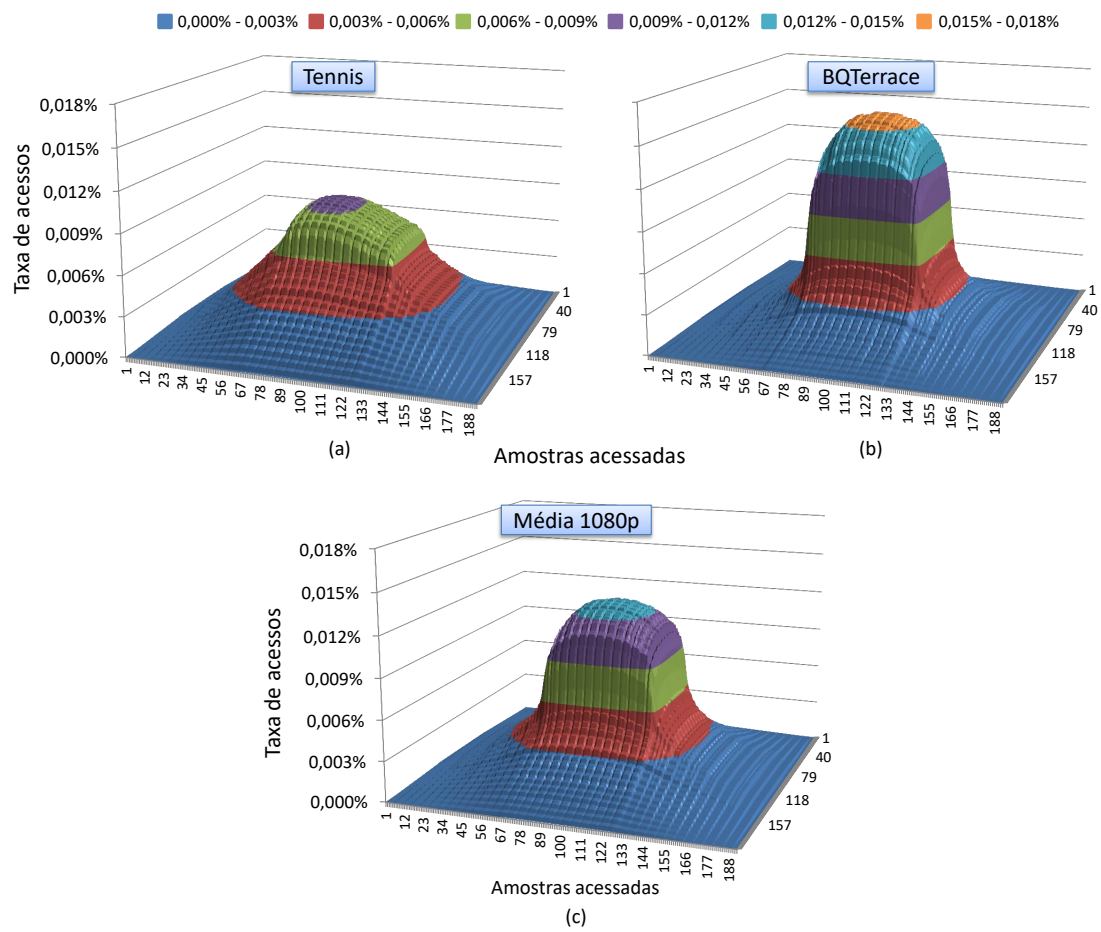 0,000% - 0,003% 0,003% - 0,006% 0,006% - 0,009% 0,009% - 0,012% 0,012% - 0,015% 0,015% - 0,018%
Tennis
Taxa de acessos
0,018%
0,015%
0,012%
0,009%
0,006%
0,003%
0,000%
1 12 23 34 45 56 67 78 89 100 111 122 133 144 155 166 177 188
1
40
79
118
157
(a)
BQTerrace
1 12 23 34 45 56 67 78 89 100 111 122 133 144 155 166 177 188
1
40
79
118
157
(b)
Amostras acessadas
Média 1080p
Taxa de acessos
0,018%
0,015%
0,012%
0,009%
0,006%
0,003%
0,000%
1 12 23 34 45 56 67 78 89 100 111 122 133 144 155 166 177 188
1
40
79
118
157
Amostras acessadas
(c)